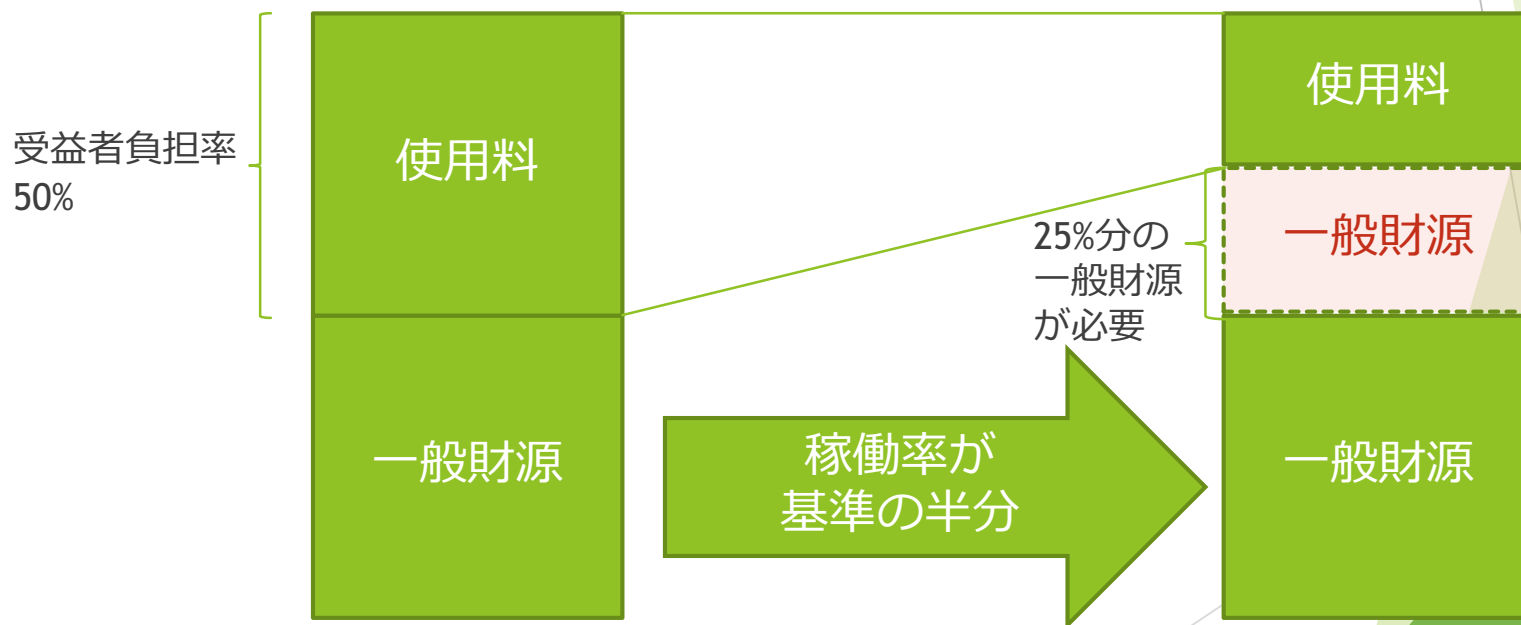 受益者負担率
50%
使用料
一般財源
稼働率が
基準の半分
25%分の
一般財源
が必要
使用料
一般財源
一般財源